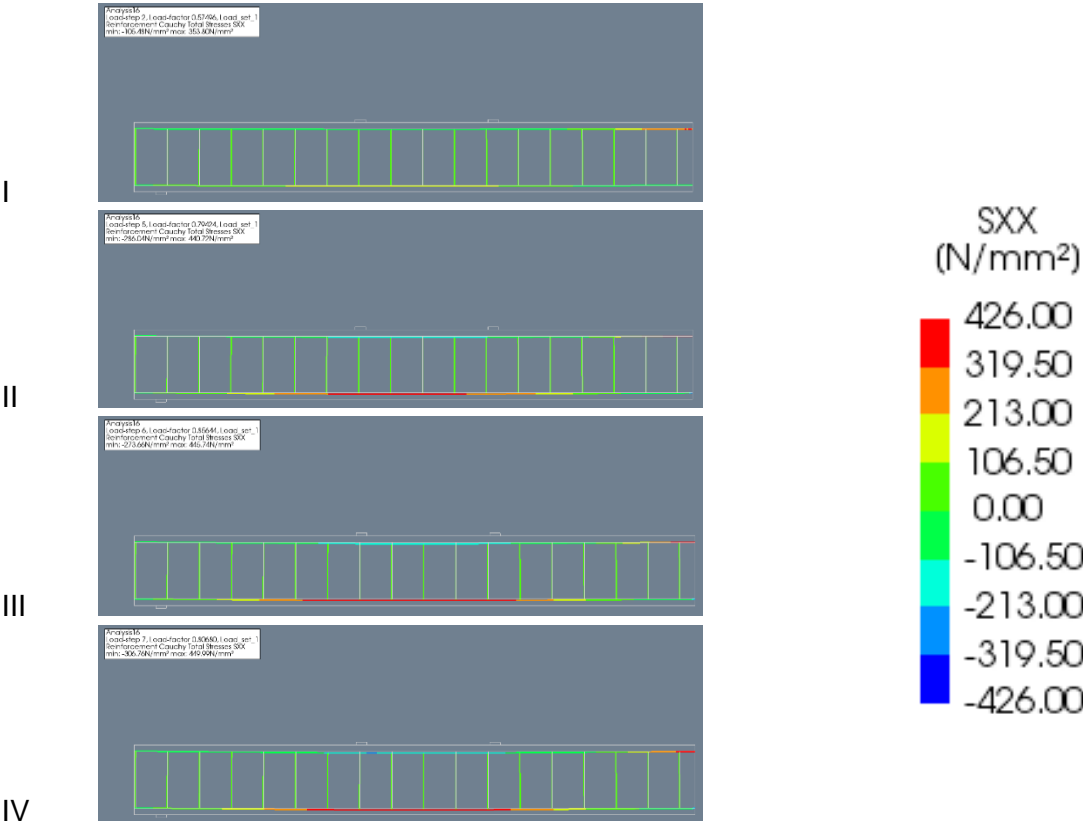 Analysis16
Load-step 2, Load-factor 0.57496, Load_set_1
Reinforcement Cauchy Total Stresses SXX
min: -105.48N/mm² max: 353.80N/mm²
I
Analysis16
Load-step 5, Load-factor 0.79424, Load_set_1
Reinforcement Cauchy Total Stresses SXX
min: -286.04N/mm² max: 440.72N/mm²
II
Analysis16
Load-step 6, Load-factor 0.85644, Load_set_1
Reinforcement Cauchy Total Stresses SXX
min: -273.66N/mm² max: 445.74N/mm²
III
Analysis16
Load-step 7, Load-factor 0.80680, Load_set_1
Reinforcement Cauchy Total Stresses SXX
min: -306.76N/mm² max: 449.99N/mm²
IV
SXX
(N/mm²)
426.00
319.50
213.00
106.50
0.00
-106.50
-213.00
-319.50
-426.00